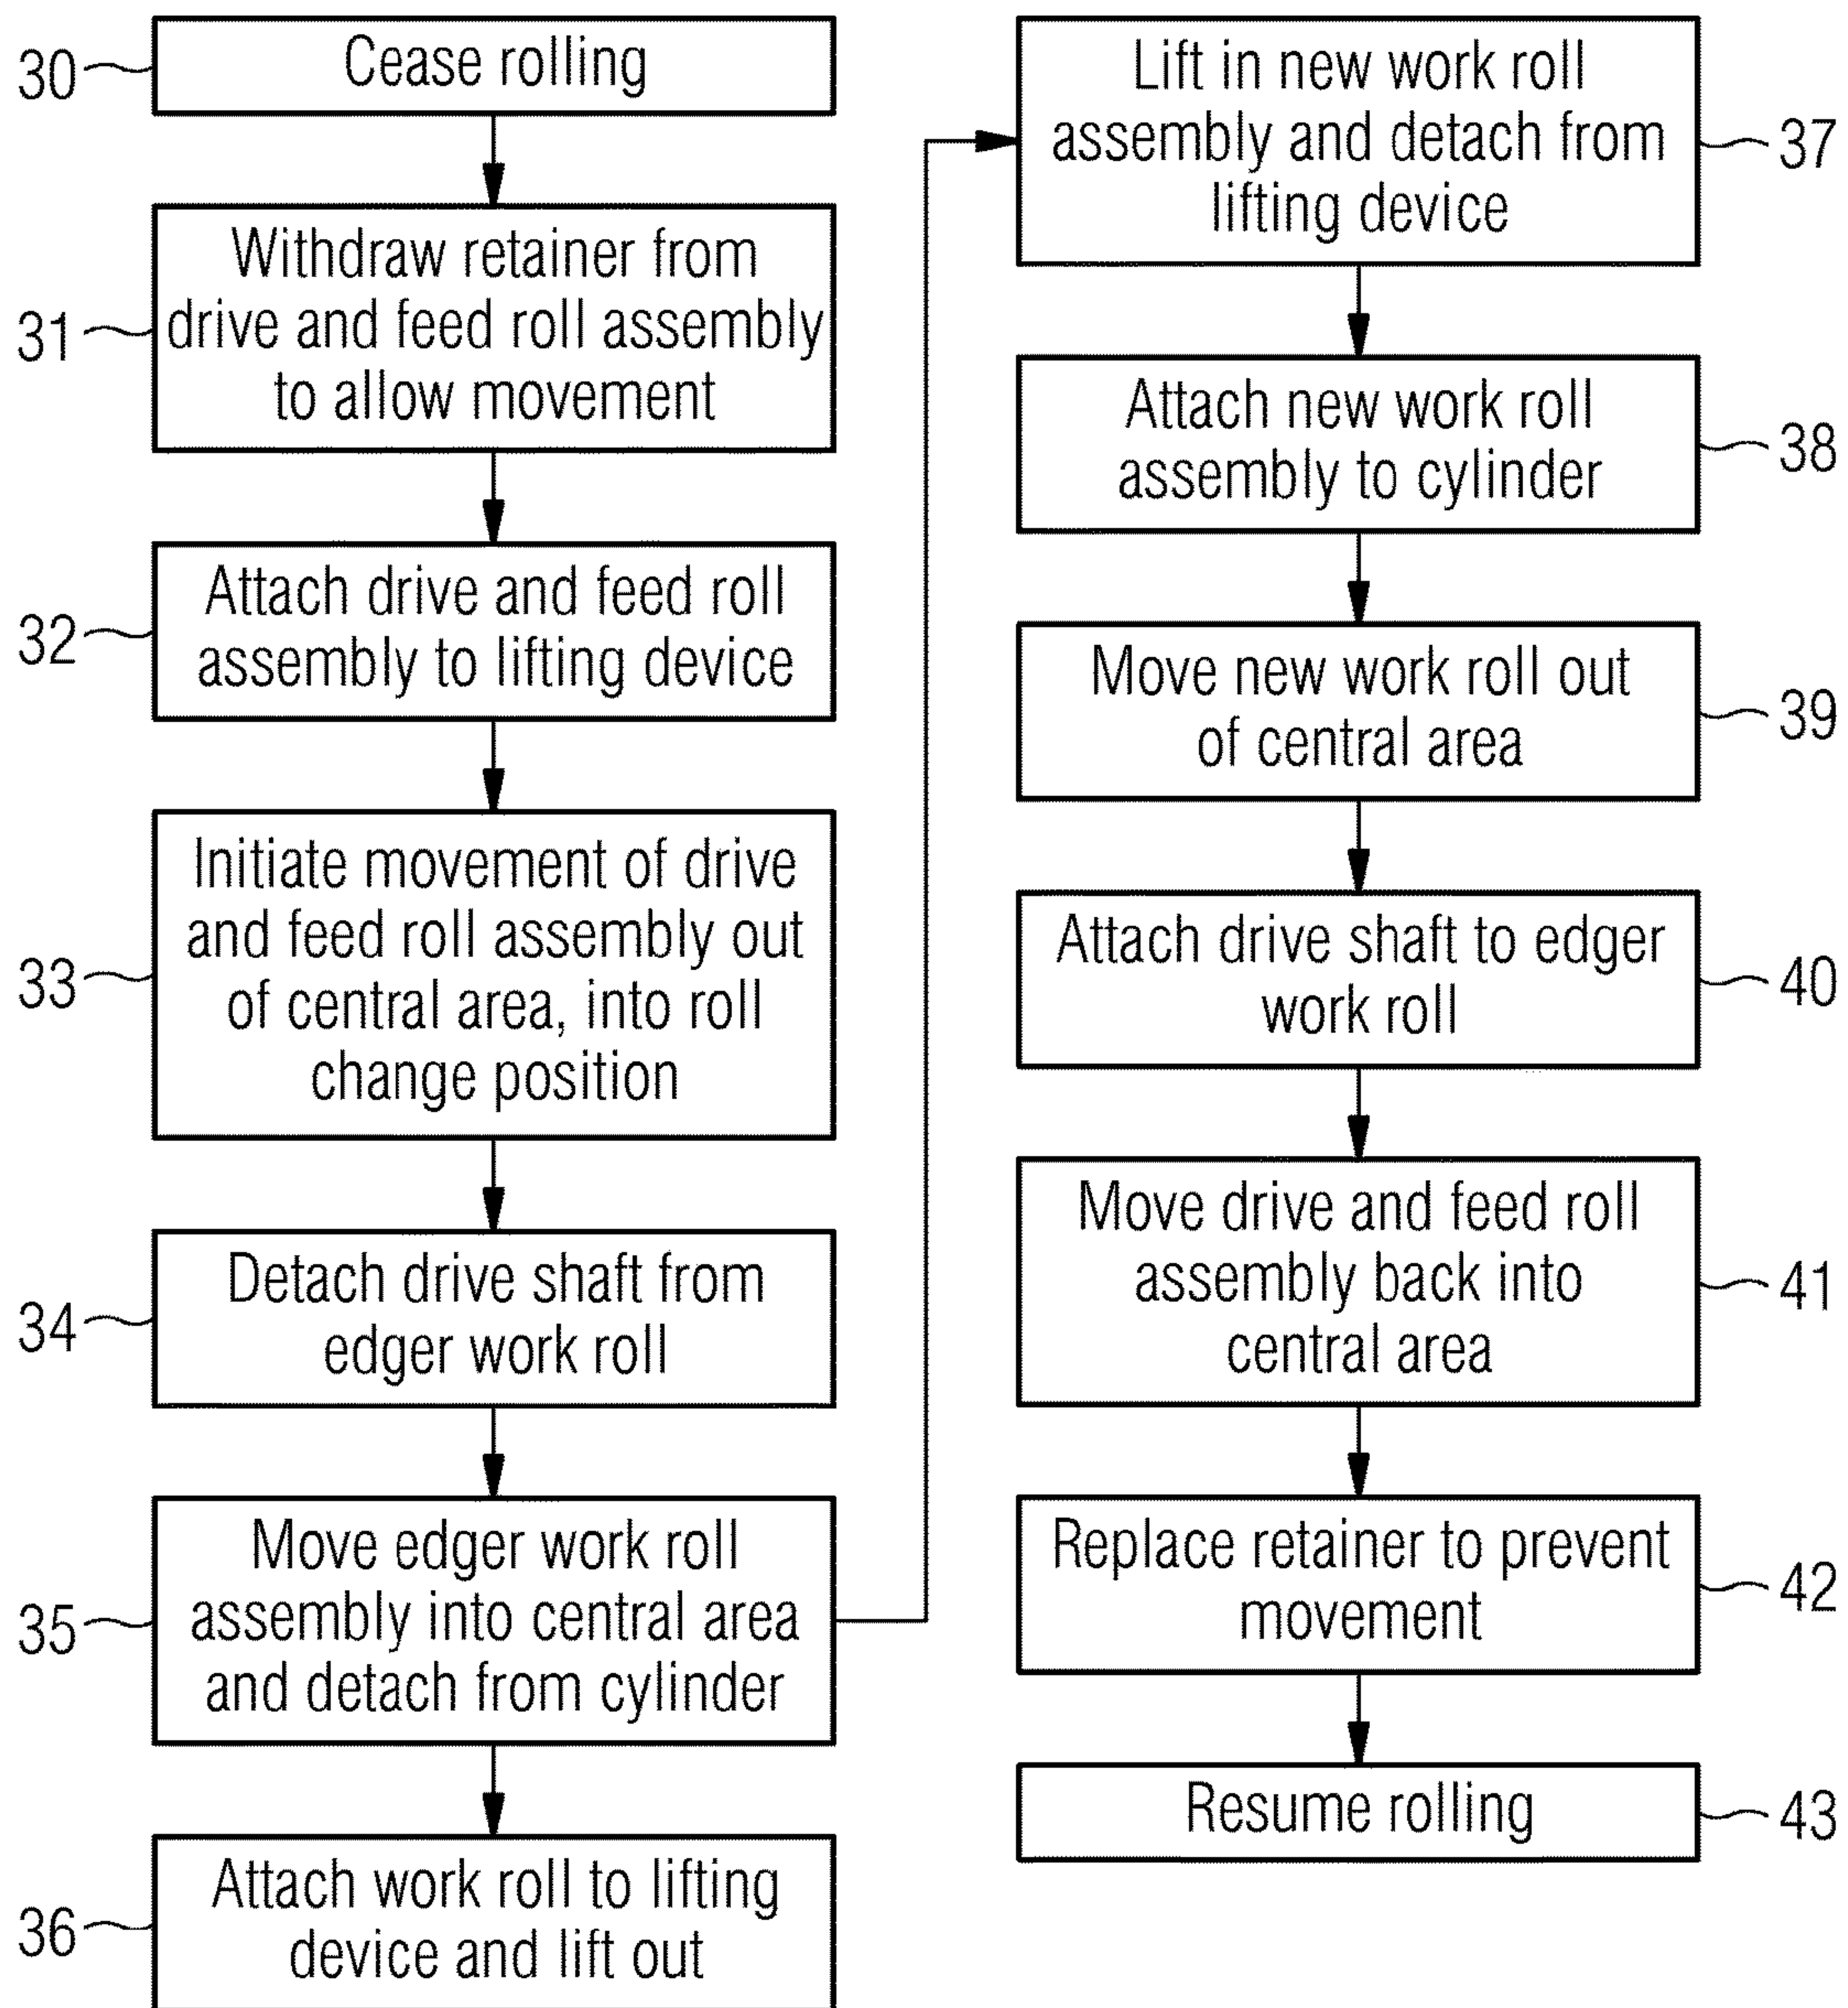 30
Cease rolling
31
Withdraw retainer from
drive and feed roll assembly
to allow movement
32
Attach drive and feed roll
assembly to lifting device
33
Initiate movement of drive
and feed roll assembly out
of central area, into roll
change position
34
Detach drive shaft from
edger work roll
35
Move edger work roll
assembly into central area
and detach from cylinder
36
Attach work roll to lifting
device and lift out
Lift in new work roll
assembly and detach from
lifting device
37
Attach new work roll
assembly to cylinder
38
Move new work roll out
of central area
39
Attach drive shaft to edger
work roll
40
Move drive and feed roll
assembly back into
central area
41
Replace retainer to prevent
movement
42
Resume rolling
43